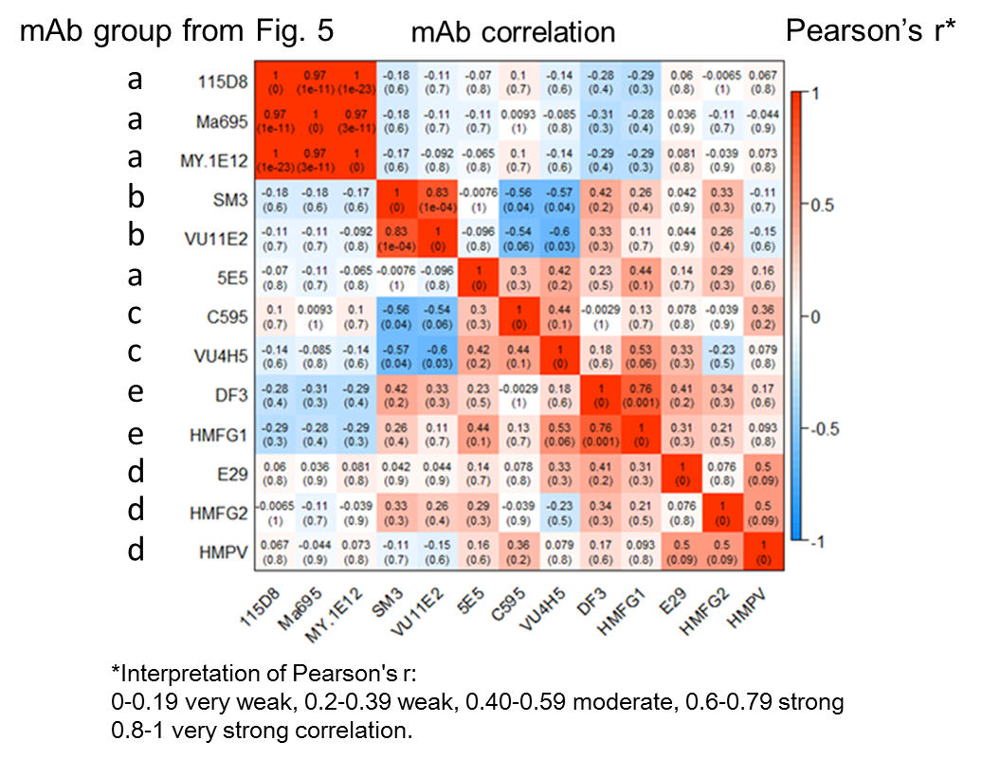 mAb group from Fig. 5 mAb correlation Pearson's r*
a 115D8 1 0.97 1 -0.18 -0.11 -0.07 0.1 -0.14 -0.28 -0.29 0.06 -0.0065 0.067
(0) (1e-11) (1e-23) (0.6) (0.7) (0.8) (0.7) (0.6) (0.4) (0.3) (0.8) (1) (0.8)
a Ma695 0.97 1 0.97 -0.18 -0.11 -0.11 0.0093 -0.085 -0.31 -0.28 0.036 -0.11 -0.044
(1e-11) (0) (3e-11) (0.6) (0.7) (0.7) (1) (0.8) (0.3) (0.4) (0.9) (0.7) (0.9)
a MY.1E12 1 0.97 1 -0.17 -0.092 -0.065 0.1 -0.14 -0.29 -0.29 0.081 -0.039 0.073
(1e-23) (3e-11) (0) (0.6) (0.8) (0.8) (0.7) (0.6) (0.4) (0.3) (0.8) (0.9) (0.8)
b SM3 -0.18 -0.18 -0.17 1 0.83 -0.0076 -0.56 -0.57 0.42 0.26 0.042 0.33 -0.11
(0.6) (0.6) (0.6) (0) (1e-04) (1) (0.04) (0.04) (0.2) (0.4) (0.9) (0.3) (0.7)
b VU11E2 -0.11 -0.11 -0.092 0.83 1 -0.096 -0.54 -0.6 0.33 0.11 0.044 0.26 -0.15
(0.7) (0.7) (0.8) (1e-04) (0) (0.8) (0.06) (0.03) (0.3) (0.7) (0.9) (0.4) (0.6)
a 5E5 -0.07 -0.11 -0.065 -0.0076 -0.096 1 0.3 0.42 0.23 0.44 0.14 0.29 0.16
(0.8) (0.7) (0.8) (1) (0.8) (0) (0.3) (0.2) (0.5) (0.1) (0.7) (0.3) (0.6)
c C595 0.1 0.0093 0.1 -0.56 -0.54 0.3 1 0.44 -0.0029 0.13 0.078 -0.039 0.36
(0.7) (1) (0.7) (0.04) (0.06) (0.3) (0) (0.1) (1) (0.7) (0.8) (0.9) (0.2)
c VU4H5 -0.14 -0.085 -0.14 -0.57 -0.6 0.42 0.44 1 0.18 0.53 0.33 -0.23 0.079
(0.6) (0.8) (0.6) (0.04) (0.03) (0.2) (0.1) (0) (0.6) (0.06) (0.3) (0.5) (0.8)
e DF3 -0.28 -0.31 -0.29 0.42 0.33 0.23 -0.0029 0.18 1 0.76 0.41 0.34 0.17
(0.4) (0.3) (0.4) (0.2) (0.3) (0.5) (1) (0.6) (0) (0.001) (0.2) (0.3) (0.6)
e HMFG1 -0.29 -0.28 -0.29 0.26 0.11 0.44 0.13 0.53 0.76 1 0.31 0.21 0.093
(0.3) (0.4) (0.3) (0.4) (0.7) (0.1) (0.7) (0.06) (0.001) (0) (0.3) (0.5) (0.8)
d E29 0.06 0.036 0.081 0.042 0.044 0.14 0.078 0.33 0.41 0.31 1 0.076 0.5
(0.8) (0.9) (0.8) (0.9) (0.9) (0.7) (0.8) (0.3) (0.2) (0.3) (0) (0.8) (0.09)
d HMFG2 -0.0065 -0.11 -0.039 0.33 0.26 0.29 -0.039 -0.23 0.34 0.21 0.076 1 0.5
(1) (0.7) (0.9) (0.3) (0.4) (0.3) (0.9) (0.5) (0.3) (0.5) (0.8) (0) (0.09)
d HMPV 0.067 -0.044 0.073 -0.11 -0.15 0.16 0.36 0.079 0.17 0.093 0.5 0.5 1
(0.8) (0.9) (0.8) (0.7) (0.6) (0.6) (0.2) (0.8) (0.6) (0.8) (0.09) (0.09) (0)
115D8 Ma695 MY.1E12 SM3 VU11E2 5E5 C595 VU4H5 DF3 HMFG1 E29 HMFG2 HMPV
1
0.5
0
-0.5
-1
*Interpretation of Pearson's r:
0-0.19 very weak, 0.2-0.39 weak, 0.40-0.59 moderate, 0.6-0.79 strong
0.8-1 very strong correlation.